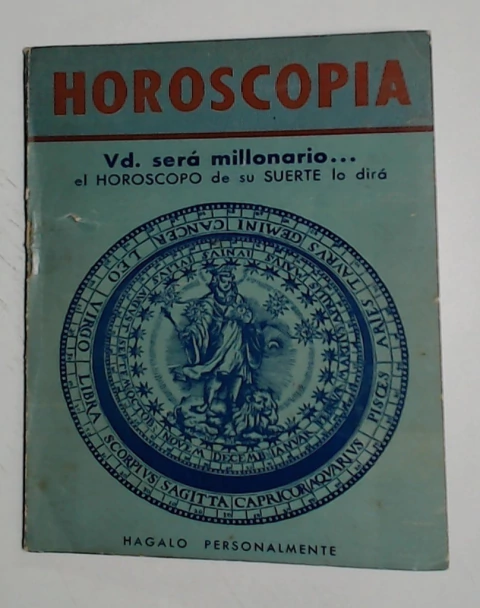 HOROSCOPIA
Vd. será millonario...
el HOROSCOPO de su SUERTE lo dirá
ARIES TAURUS GEMINI CANCER LEO VIRGO LIBRA SCORPIUS SAGITTA CAPRICOR AQUARIUS PISCES
HAGALO PERSONALMENTE